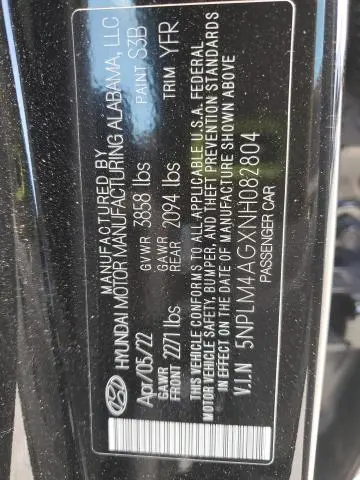 MANUFACTURED BY
HYUNDAI MOTOR MANUFACTURING ALABAMA, LLC
Apr/05/22 GVWR 3858 lbs PAINT S3B
GAWR FRONT 2271 lbs GAWR REAR 2094 lbs TRIM YFR
THIS VEHICLE CONFORMS TO ALL APPLICABLE U.S.A. FEDERAL
MOTOR VEHICLE SAFETY, BUMPER, AND THEFT PREVENTION STANDARDS
IN EFFECT ON THE DATE OF MANUFACTURE SHOWN ABOVE
V.I.N 5NPLM4AGXNH082804
PASSENGER CAR